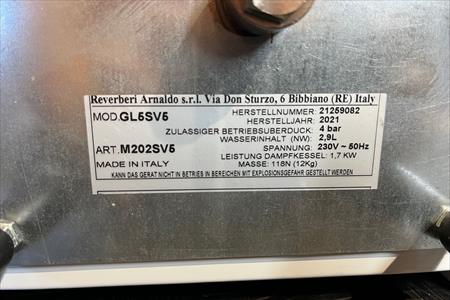 Reverberi Arnaldo s.r.l. Via Don Sturzo, 6 Bibbiano (RE) Italy
MOD.GL5SV5 HERSTELLNUMMER: 21259082
HERSTELLJAHR: 2021
ZULASSIGER BETRIEBSUBERDUCK: 4 bar
WASSERINHALT (NW): 2,9L
ART.M202SV5 SPANNUNG: 230V ~ 50Hz
LEISTUNG DAMPFKESSEL: 1,7 KW
MADE IN ITALY MASSE: 118N (12Kg)
KANN DAS GERÄT NICHT IN BETRIEB IN BEREICHEN MIT EXPLOSIONSGEFAHR GESTELLT WERDEN